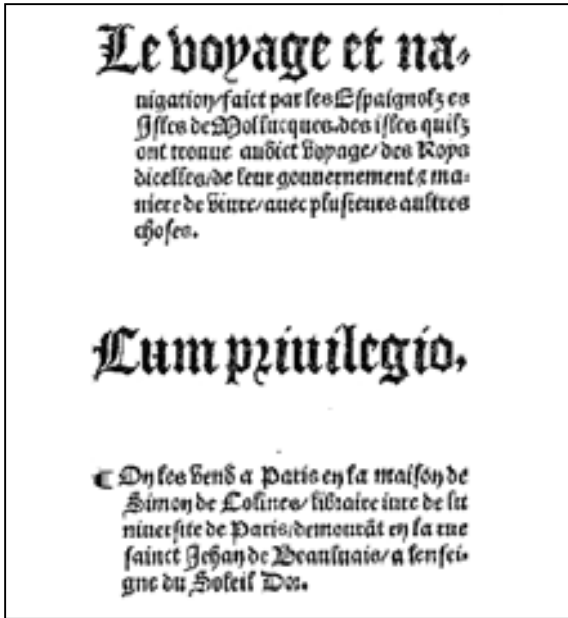 Le voyage et na-
uigation/ faict par les Espaignolz es
Isles de Mollucques. des isles quilz
ont trouue audict voyage/ des Roys
dicelles/ de leur gouuernement & ma-
niere de viure/ auec plusieurs aultres
choses.
Cum priuilegio.
¶ On les vend a Paris en la maison de
Simon de Colines/ libraire iure de lu
niuersite de Paris/ demourāt en la rue
sainct Jehan de Beauluais/ a lensei-
gne du Soleil Dor.